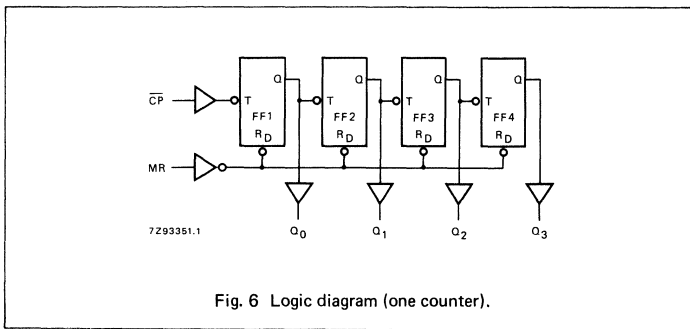 Q Q Q Q
C̅P̅ T T T T
FF1 FF2 FF3 FF4
RD RD RD RD
MR
7Z93351.1 Q0 Q1 Q2 Q3
Fig. 6 Logic diagram (one counter).